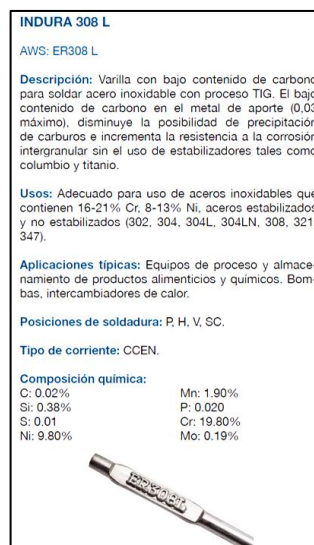 INDURA 308 L
AWS: ER308 L
Descripción: Varilla con bajo contenido de carbono
para soldar acero inoxidable con proceso TIG. El bajo
contenido de carbono en el metal de aporte (0,03
máximo), disminuye la posibilidad de precipitación
de carburos e incrementa la resistencia a la corrosión
intergranular sin el uso de estabilizadores tales como
columbio y titanio.
Usos: Adecuado para uso de aceros inoxidables que
contienen 16-21% Cr, 8-13% Ni, aceros estabilizados
y no estabilizados (302, 304, 304L, 304LN, 308, 321
347).
Aplicaciones típicas: Equipos de proceso y almace-
namiento de productos alimenticios y químicos. Bom-
bas, intercambiadores de calor.
Posiciones de soldadura: P, H, V, SC.
Tipo de corriente: CCEN.
Composición química:
C: 0.02% Mn: 1.90%
Si: 0.38% P: 0.020
S: 0.01 Cr: 19.80%
Ni: 9.80% Mo: 0.19%
ER308L